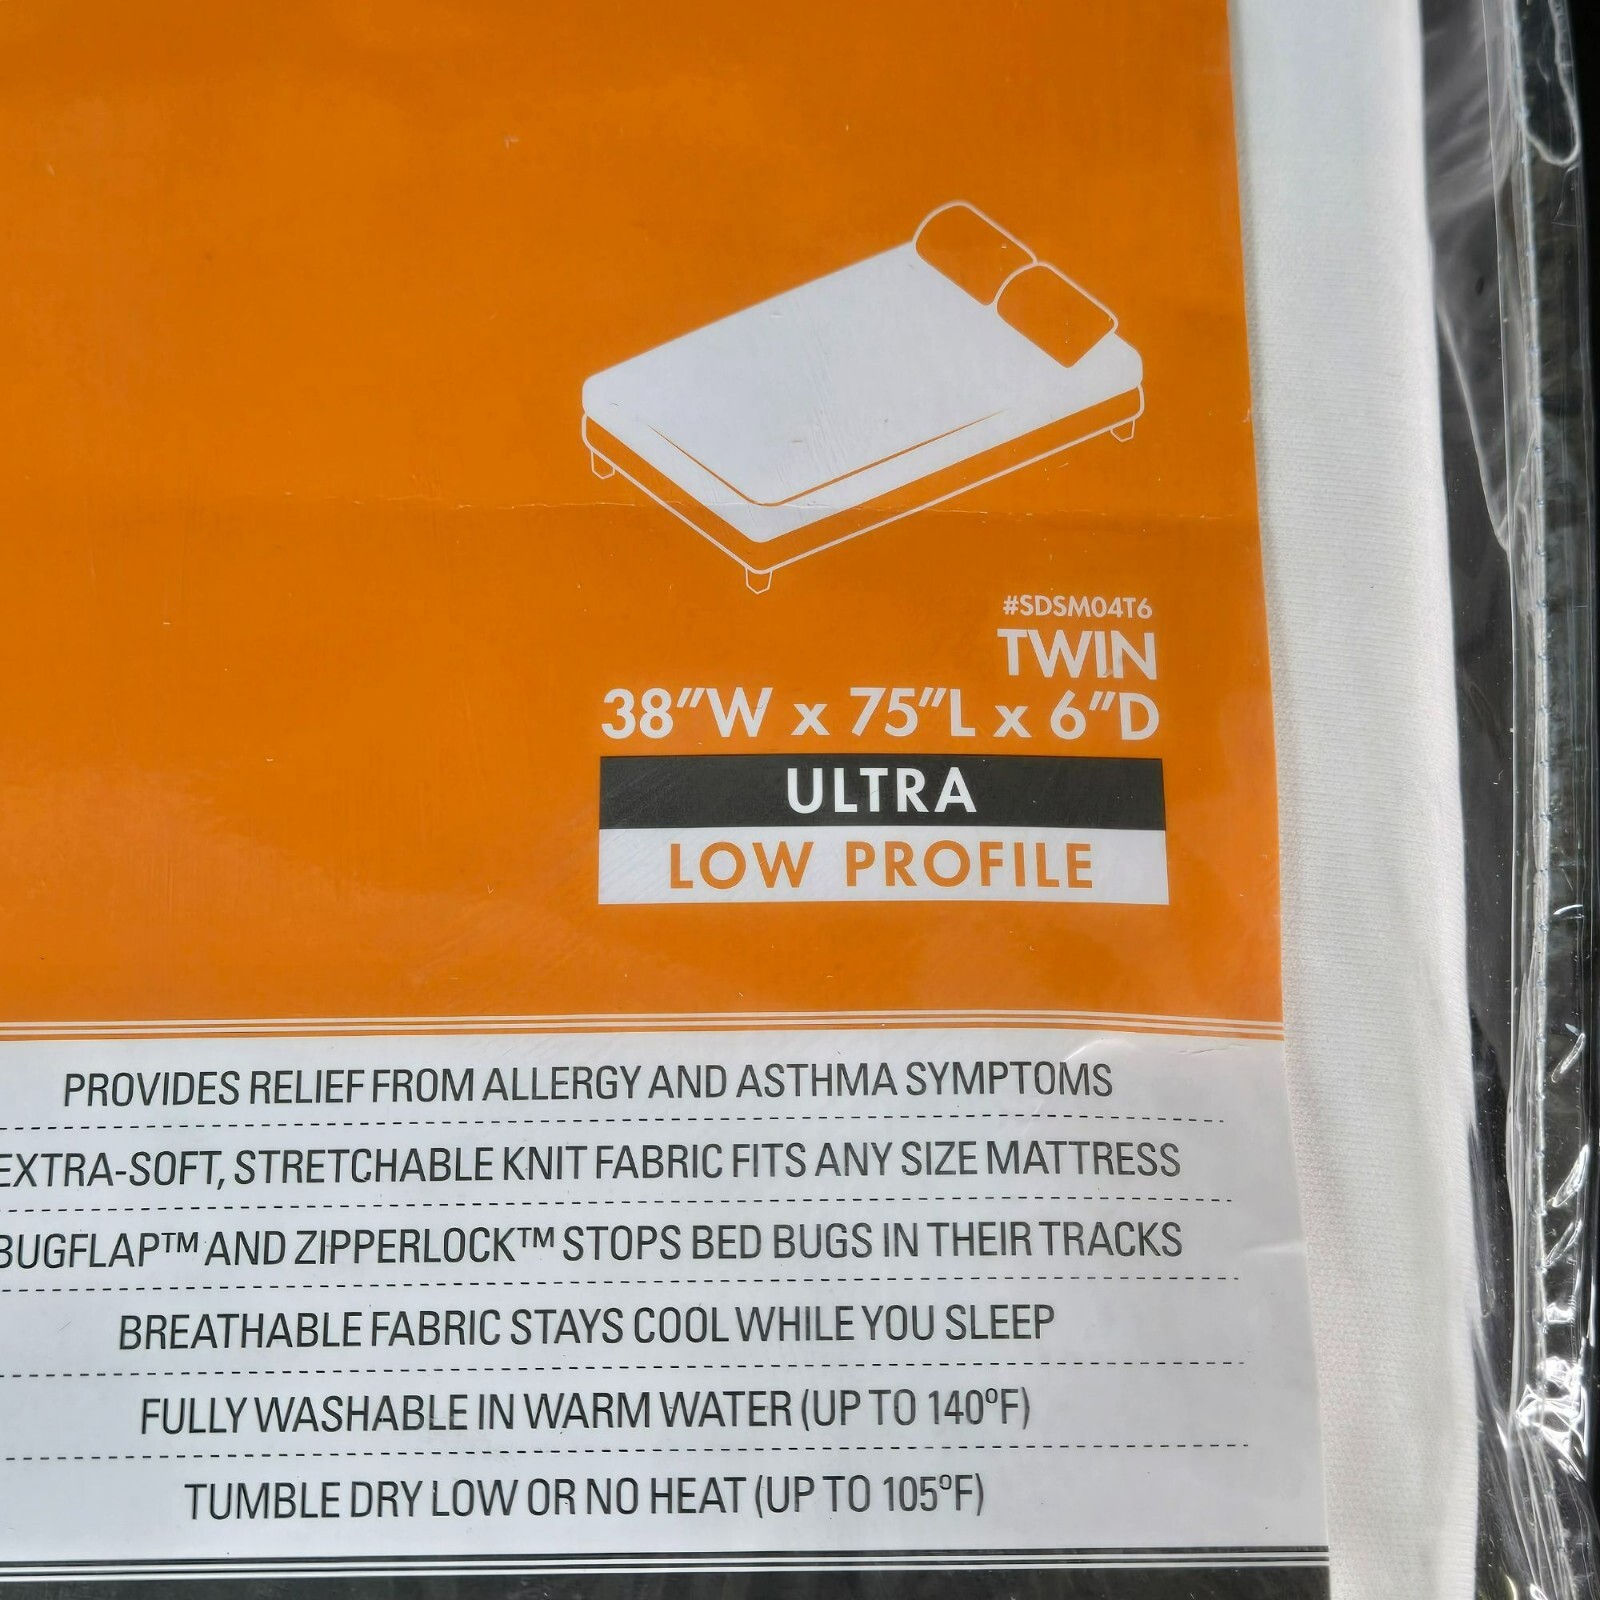 #SDSM04T6
TWIN
38"W x 75"L x 6"D
ULTRA
LOW PROFILE
PROVIDES RELIEF FROM ALLERGY AND ASTHMA SYMPTOMS
EXTRA-SOFT, STRETCHABLE KNIT FABRIC FITS ANY SIZE MATTRESS
BUGFLAP™ AND ZIPPERLOCK™ STOPS BED BUGS IN THEIR TRACKS
BREATHABLE FABRIC STAYS COOL WHILE YOU SLEEP
FULLY WASHABLE IN WARM WATER (UP TO 140ºF)
TUMBLE DRY LOW OR NO HEAT (UP TO 105ºF)